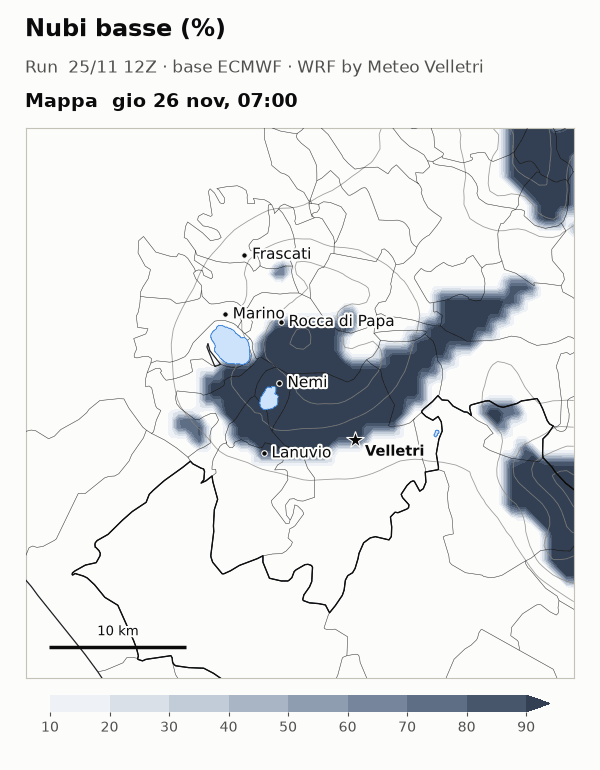 Nubi basse (%)
Run  25/11 12Z · base ECMWF · WRF by Meteo Velletri
Mappa  gio 26 nov, 07:00
Frascati
Marino
Rocca di Papa
Nemi
Lanuvio
Velletri
10 km
10 20 30 40 50 60 70 80 90